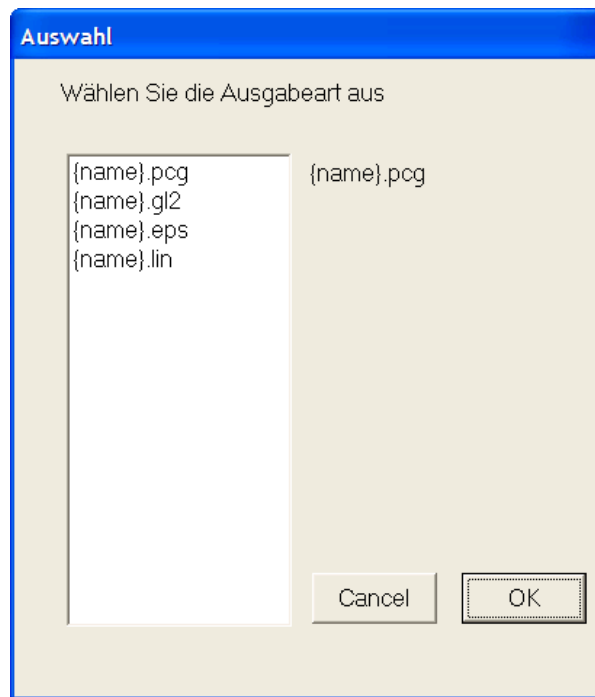 Auswahl
Wählen Sie die Ausgabeart aus
{name}.pcg
{name}.gl2
{name}.eps
{name}.lin
{name}.pcg
Cancel
OK